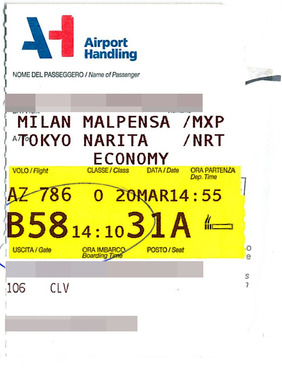 AH Airport
Handling
NOME DEL PASSEGGERO / Name of Passenger
MILAN MALPENSA /MXP
TOKYO NARITA /NRT
ECONOMY
VOLO / Flight CLASSE / Class DATA / Date ORA PARTENZA
Dep. Time
AZ 786 O 20MAR 14:55
B58 14:10 31A
USCITA / Gate ORA IMBARCO POSTO / Seat
Boarding Time
106 CLV